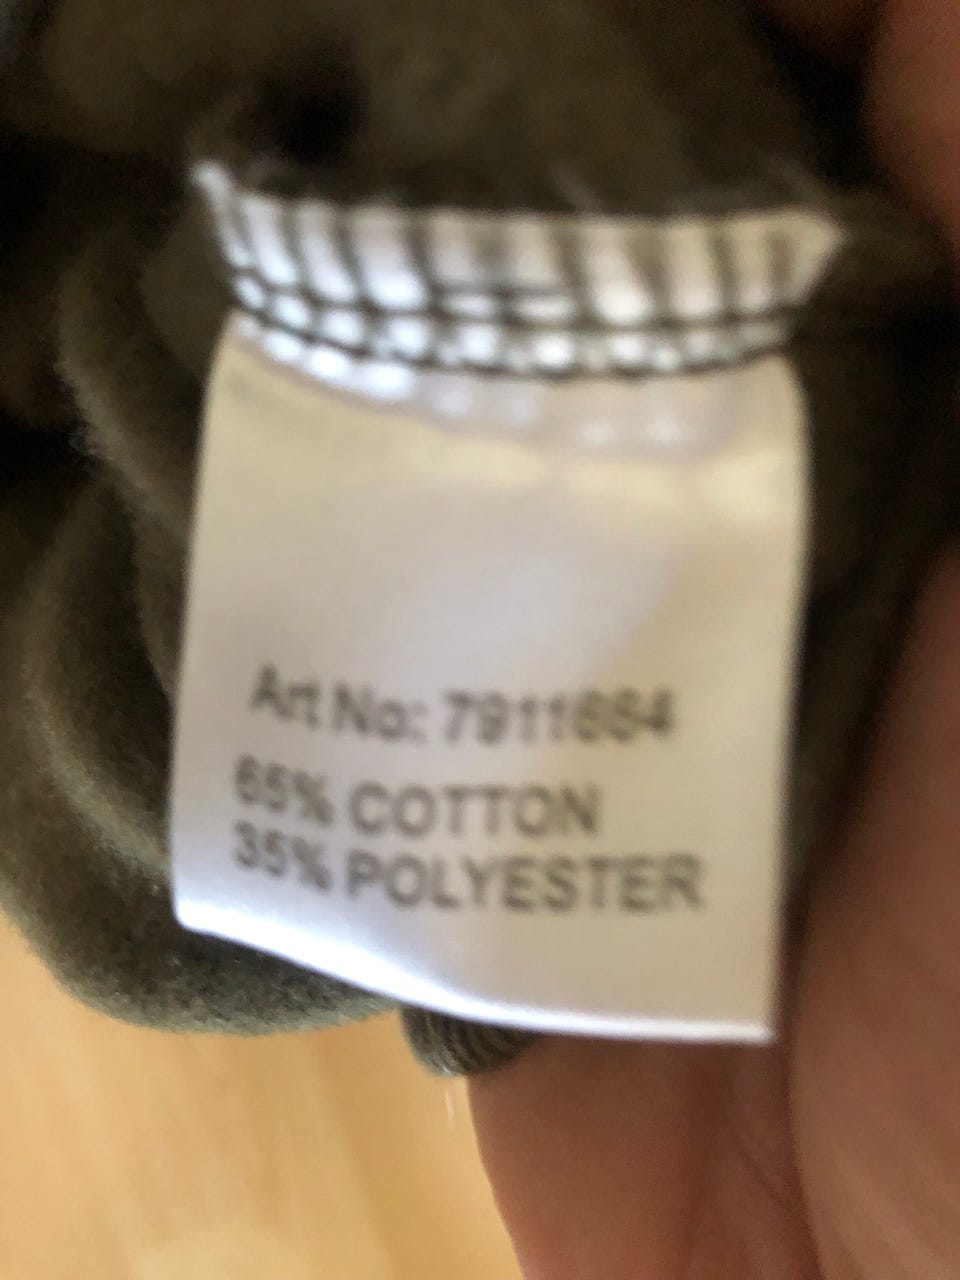 Art No:
65% COTTON
35% POLYESTER